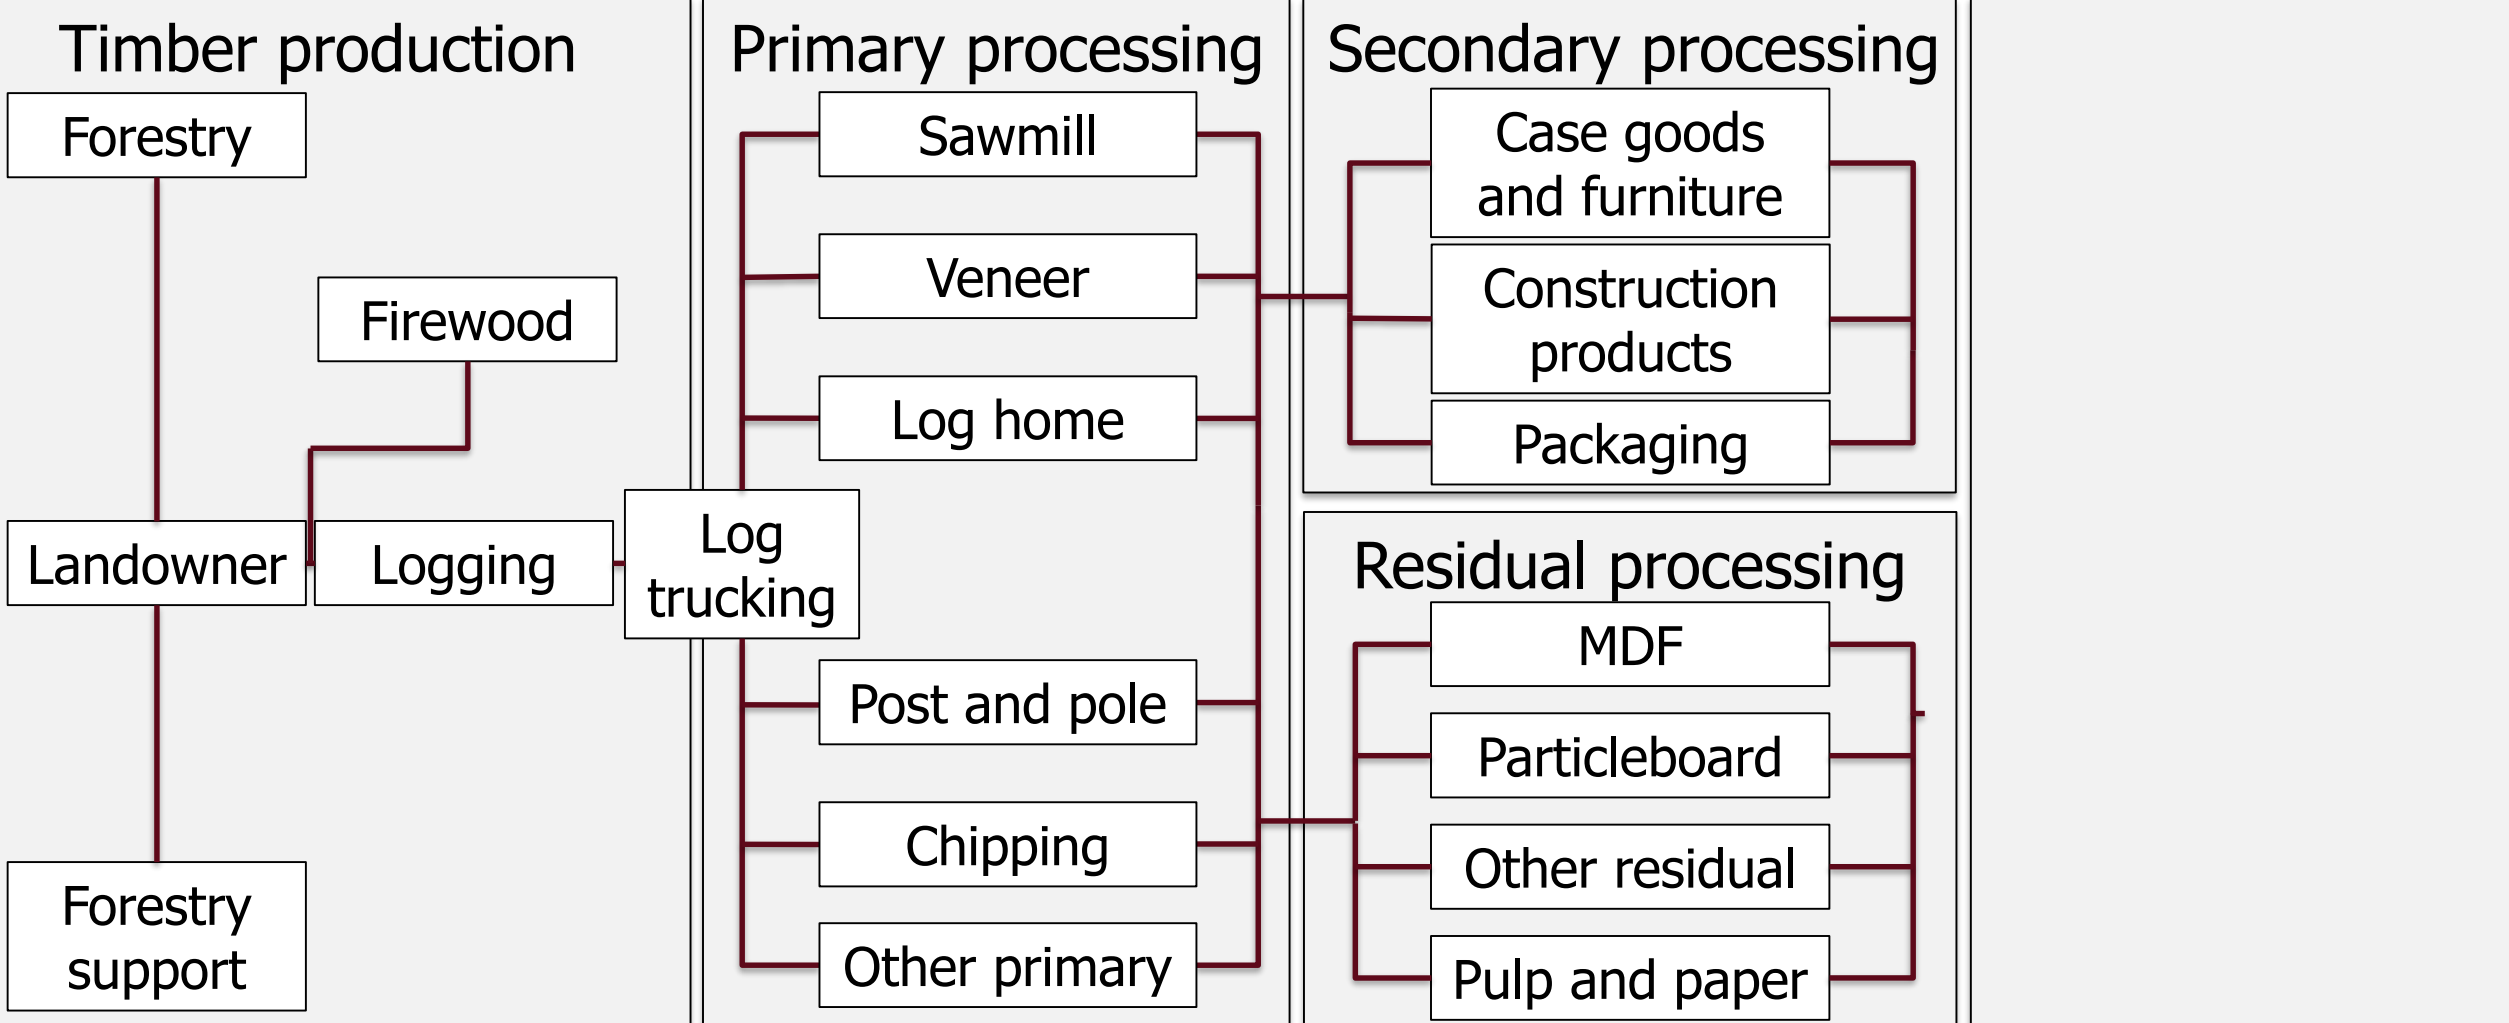 Timber production
Forestry
Firewood
Landowner
Logging
Log
trucking
Forestry
support
Primary processing
Sawmill
Veneer
Log home
Post and pole
Chipping
Other primary
Secondary processing
Case goods
and furniture
Construction
products
Packaging
Residual processing
MDF
Particleboard
Other residual
Pulp and paper